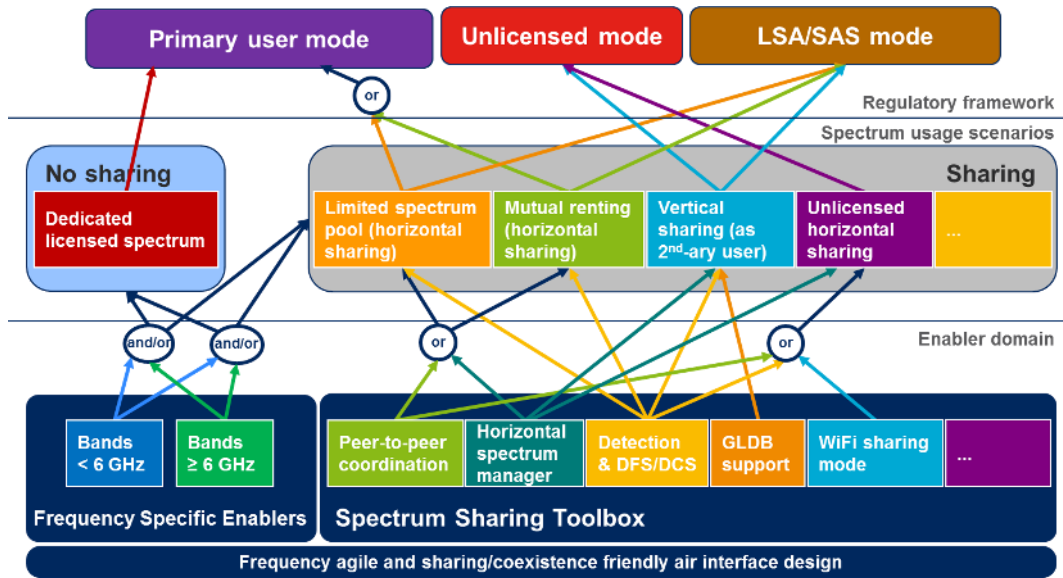 Primary user mode
Unlicensed mode
LSA/SAS mode
or
Regulatory framework
Spectrum usage scenarios
No sharing
Sharing
Dedicated
licensed spectrum
Limited spectrum
pool (horizontal
sharing)
Mutual renting
(horizontal
sharing)
Vertical
sharing (as
2nd-ary user)
Unlicensed
horizontal
sharing
...
and/or
and/or
or
or
Enabler domain
Bands
< 6 GHz
Bands
≥ 6 GHz
Peer-to-peer
coordination
Horizontal
spectrum
manager
Detection
& DFS/DCS
GLDB
support
WiFi sharing
mode
...
Frequency Specific Enablers
Spectrum Sharing Toolbox
Frequency agile and sharing/coexistence friendly air interface design